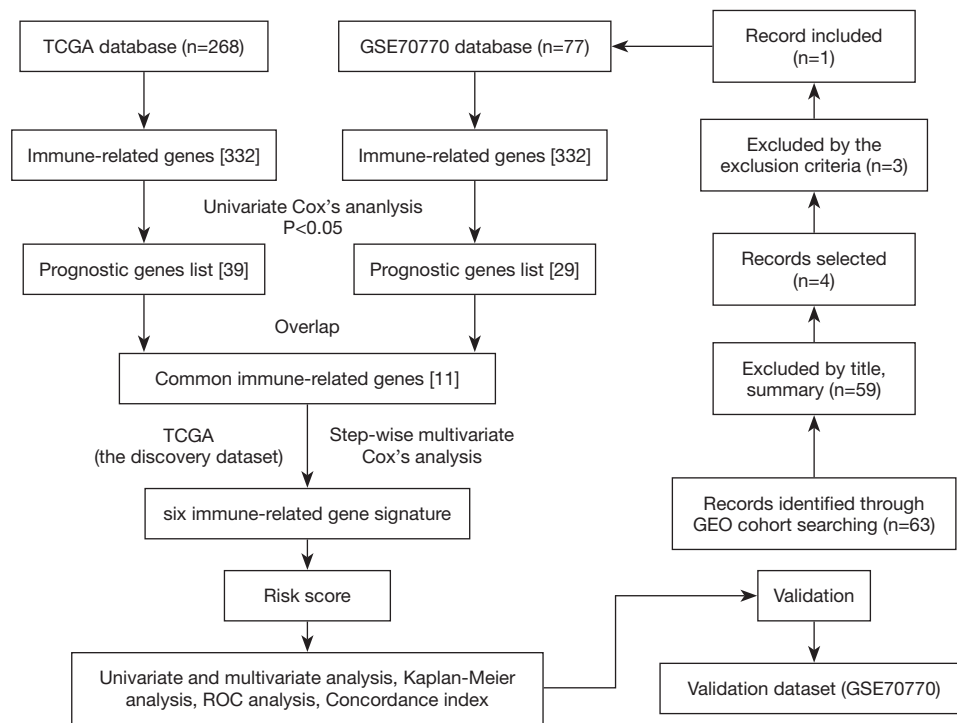 TCGA database (n=268)
GSE70770 database (n=77)
Record included
(n=1)
Immune-related genes [332]
Immune-related genes [332]
Excluded by the
exclusion criteria (n=3)
Univariate Cox's ananlysis
P<0.05
Prognostic genes list [39]
Prognostic genes list [29]
Records selected
(n=4)
Overlap
Common immune-related genes [11]
Excluded by title,
summary (n=59)
TCGA
(the discovery dataset)
Step-wise multivariate
Cox's analysis
six immune-related gene signature
Records identified through
GEO cohort searching (n=63)
Risk score
Validation
Univariate and multivariate analysis, Kaplan-Meier
analysis, ROC analysis, Concordance index
Validation dataset (GSE70770)